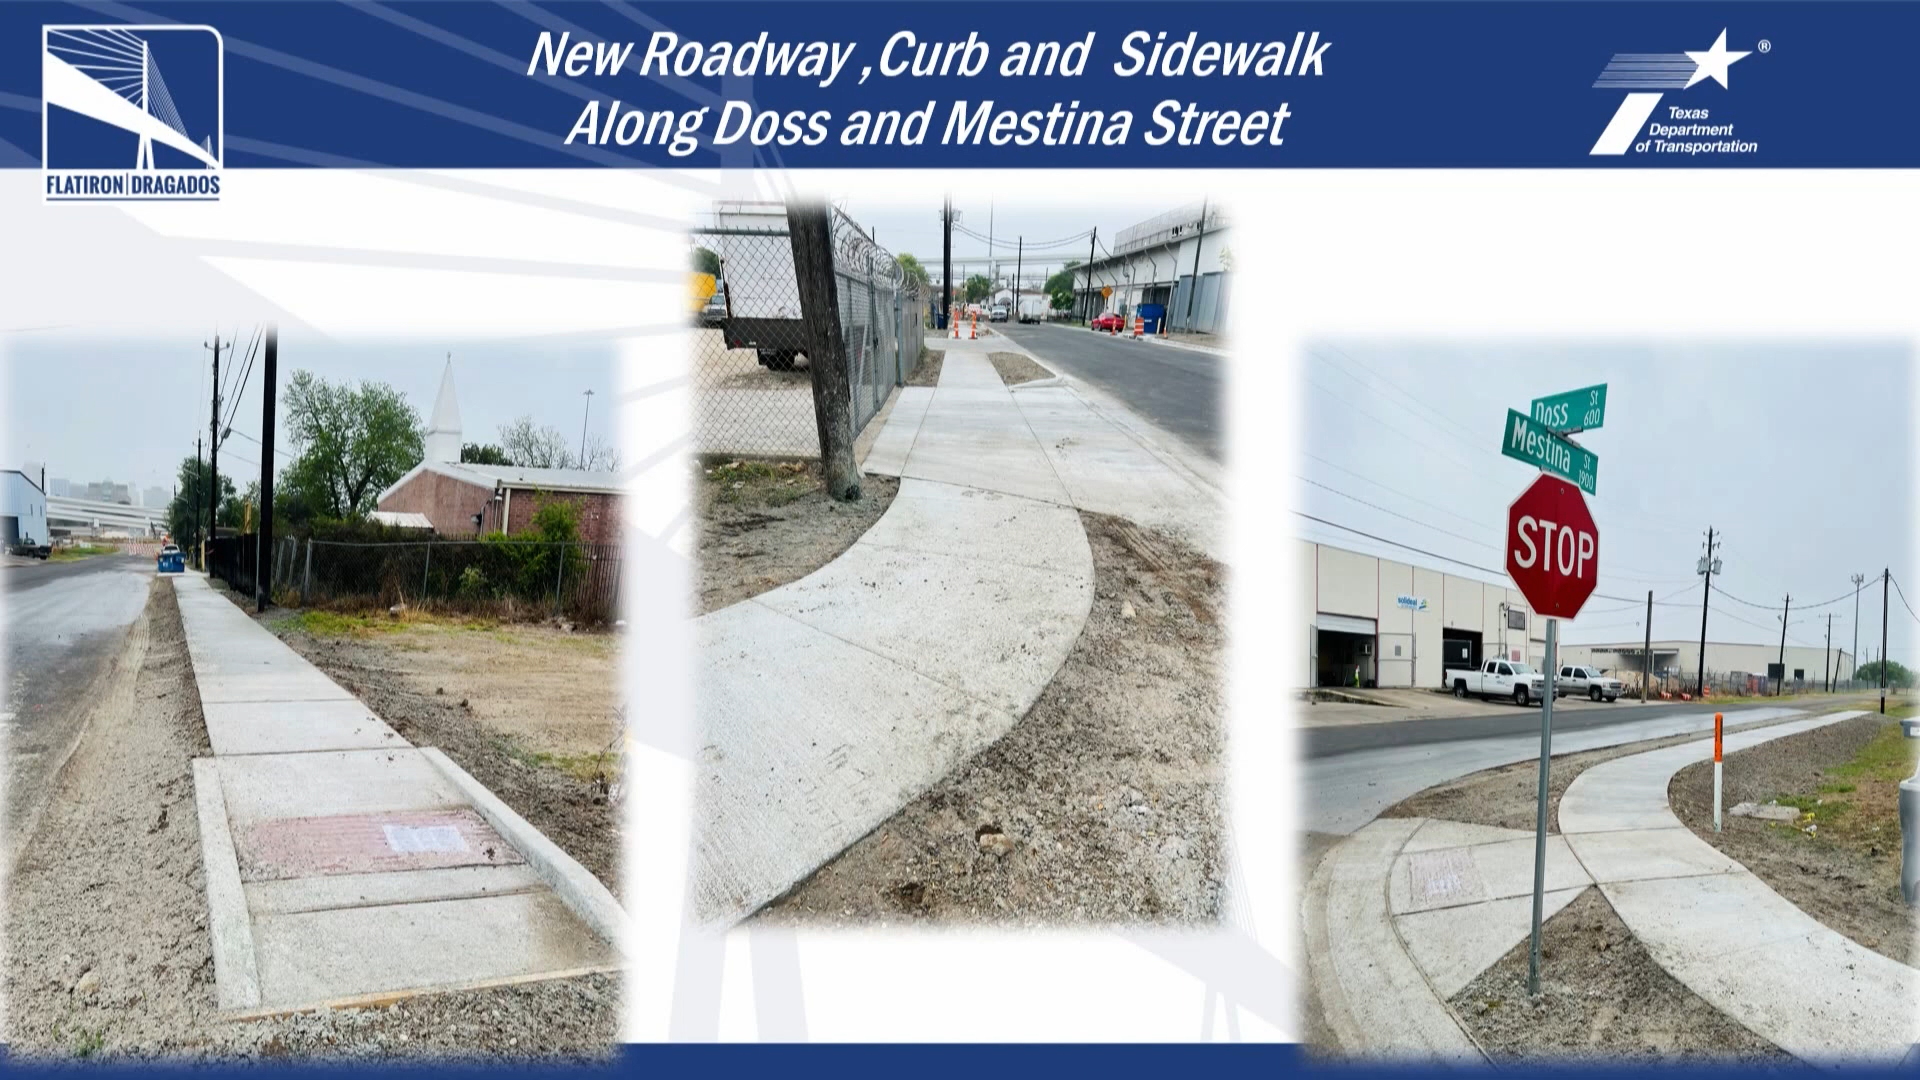 New Roadway ,Curb and Sidewalk
Along Doss and Mestina Street
FLATIRON|DRAGADOS
®
Texas
Department
of Transportation
Doss St 600
Mestina St 1900
STOP
solideal